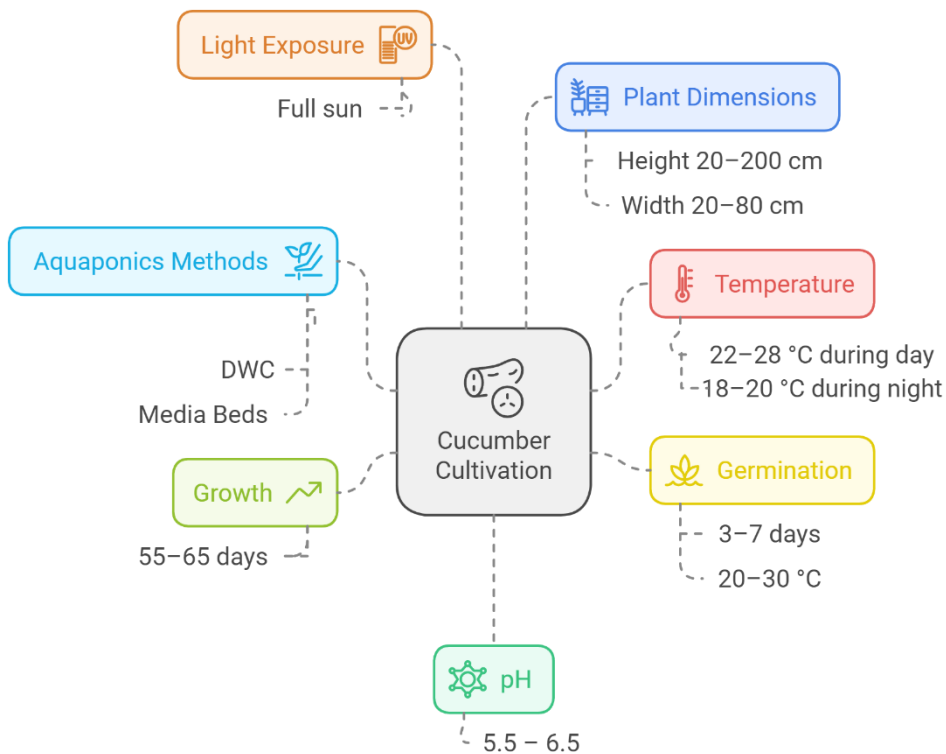 Light Exposure
UV
Full sun
Plant Dimensions
Height 20–200 cm
Width 20–80 cm
Aquaponics Methods
DWC
Media Beds
Temperature
22–28 °C during day
18–20 °C during night
Cucumber
Cultivation
Growth
55–65 days
Germination
3–7 days
20–30 °C
pH
5.5 – 6.5